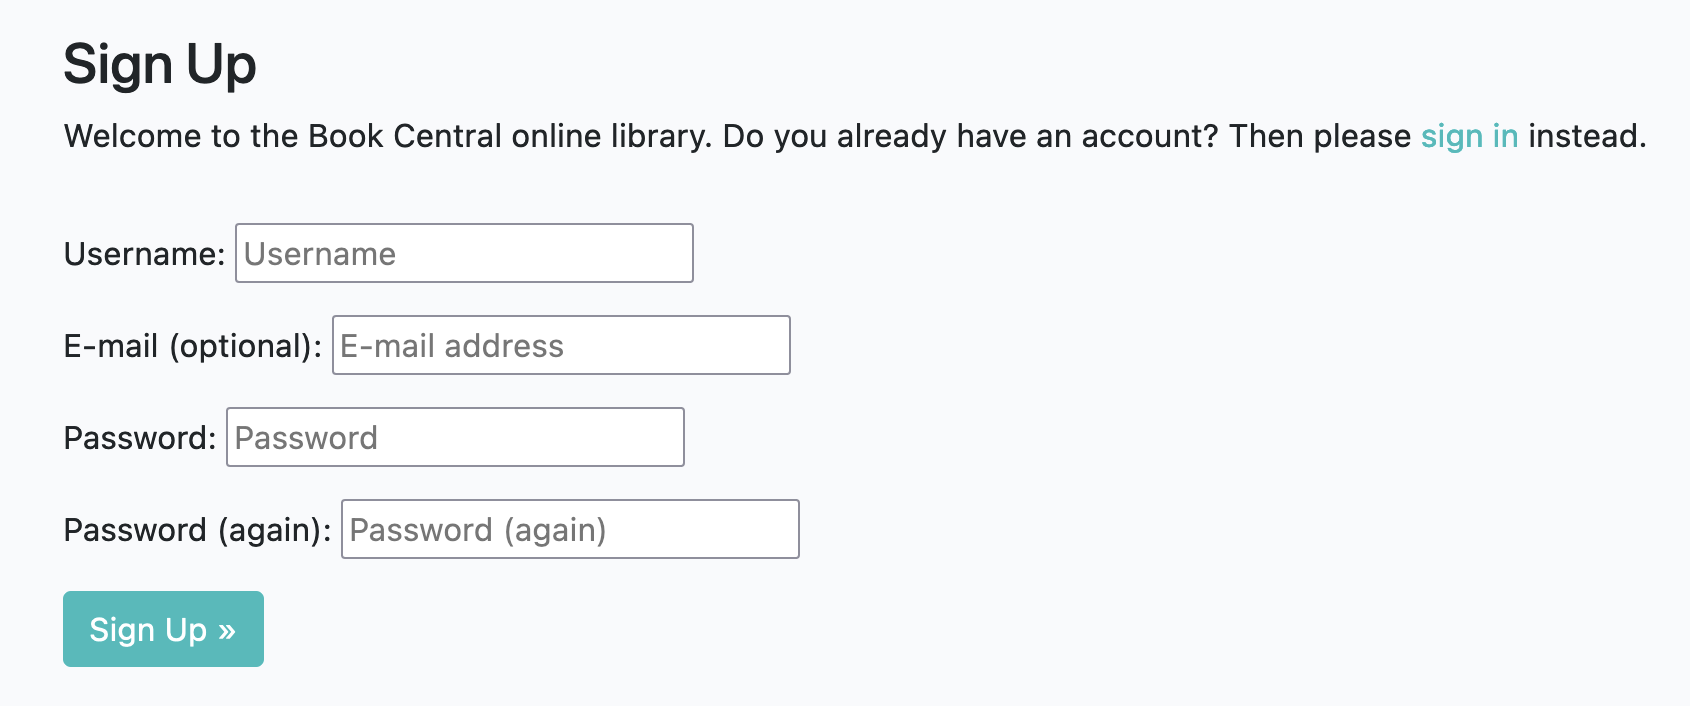 Sign Up
Welcome to the Book Central online library. Do you already have an account? Then please sign in instead.
Username: Username
E-mail (optional): E-mail address
Password: Password
Password (again): Password (again)
Sign Up »